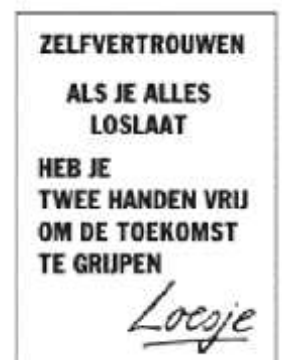 ZELFVERTROUWEN
ALS JE ALLES
LOSLAAT
HEB JE
TWEE HANDEN VRIJ
OM DE TOEKOMST
TE GRIJPEN
Loesje